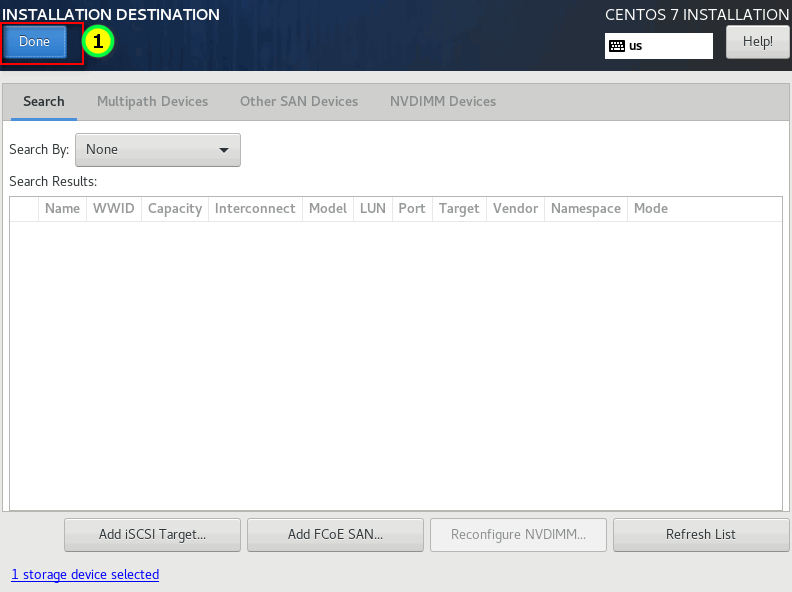 INSTALLATION DESTINATION
CENTOS 7 INSTALLATION
Done
1
us
Help!
Search Multipath Devices Other SAN Devices NVDIMM Devices
Search By: None
Search Results:
Name WWID Capacity Interconnect Model LUN Port Target Vendor Namespace Mode
Add iSCSI Target... Add FCoE SAN... Reconfigure NVDIMM... Refresh List
1 storage device selected